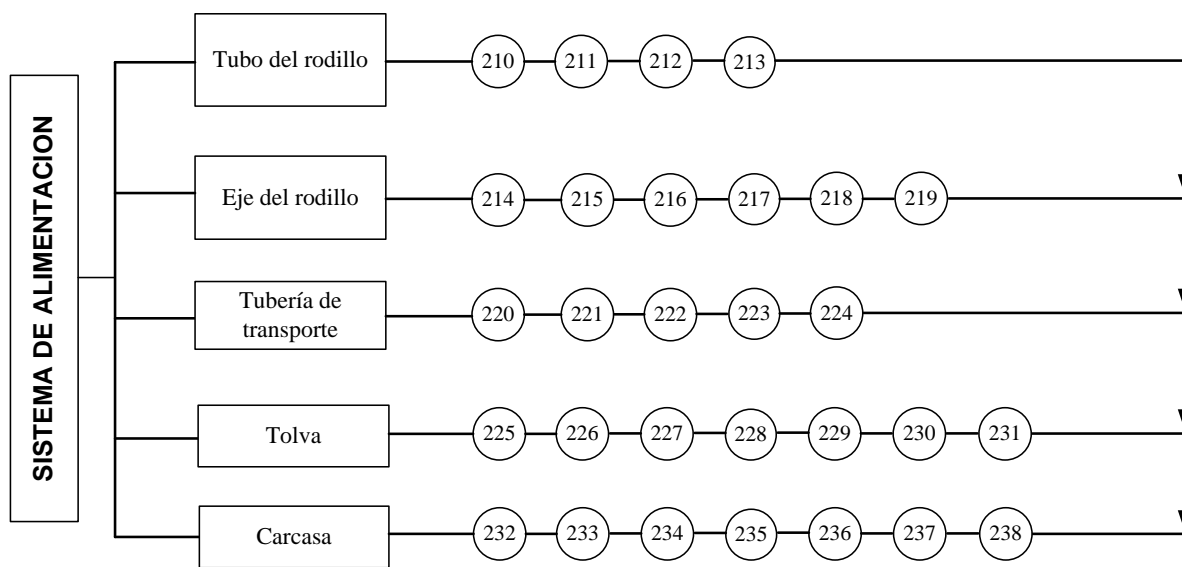 SISTEMA DE ALIMENTACION
Tubo del rodillo
210 211 212 213
Eje del rodillo
214 215 216 217 218 219
Tubería de
transporte
220 221 222 223 224
Tolva
225 226 227 228 229 230 231
Carcasa
232 233 234 235 236 237 238